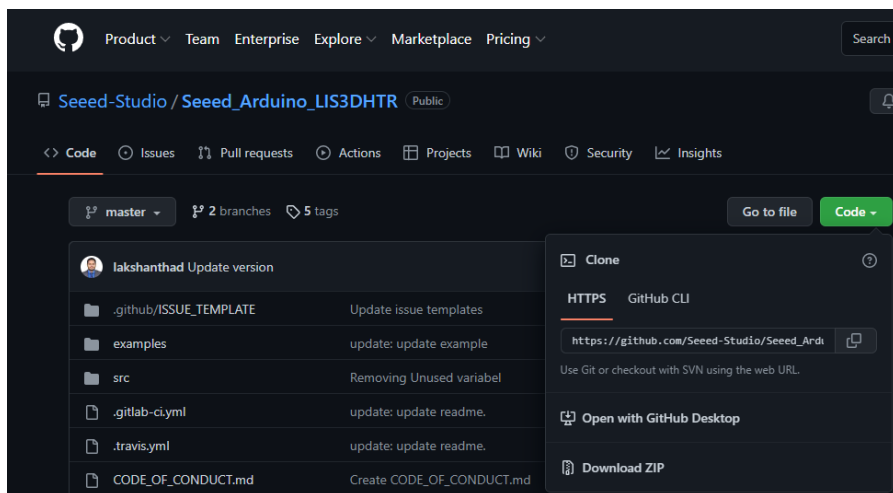 Product Team Enterprise Explore Marketplace Pricing Search
Seeed-Studio / Seeed_Arduino_LIS3DHTR Public
<> Code Issues Pull requests Actions Projects Wiki Security Insights
master 2 branches 5 tags Go to file Code
lakshanthad Update version
.github/ISSUE_TEMPLATE Update issue templates
examples update: update example
src Removing Unused variabel
.gitlab-ci.yml update: update readme.
.travis.yml update: update readme.
CODE_OF_CONDUCT.md Create CODE_OF_CONDUCT.md
Clone
HTTPS GitHub CLI
https://github.com/Seeed-Studio/Seeed_Ardu
Use Git or checkout with SVN using the web URL.
Open with GitHub Desktop
Download ZIP